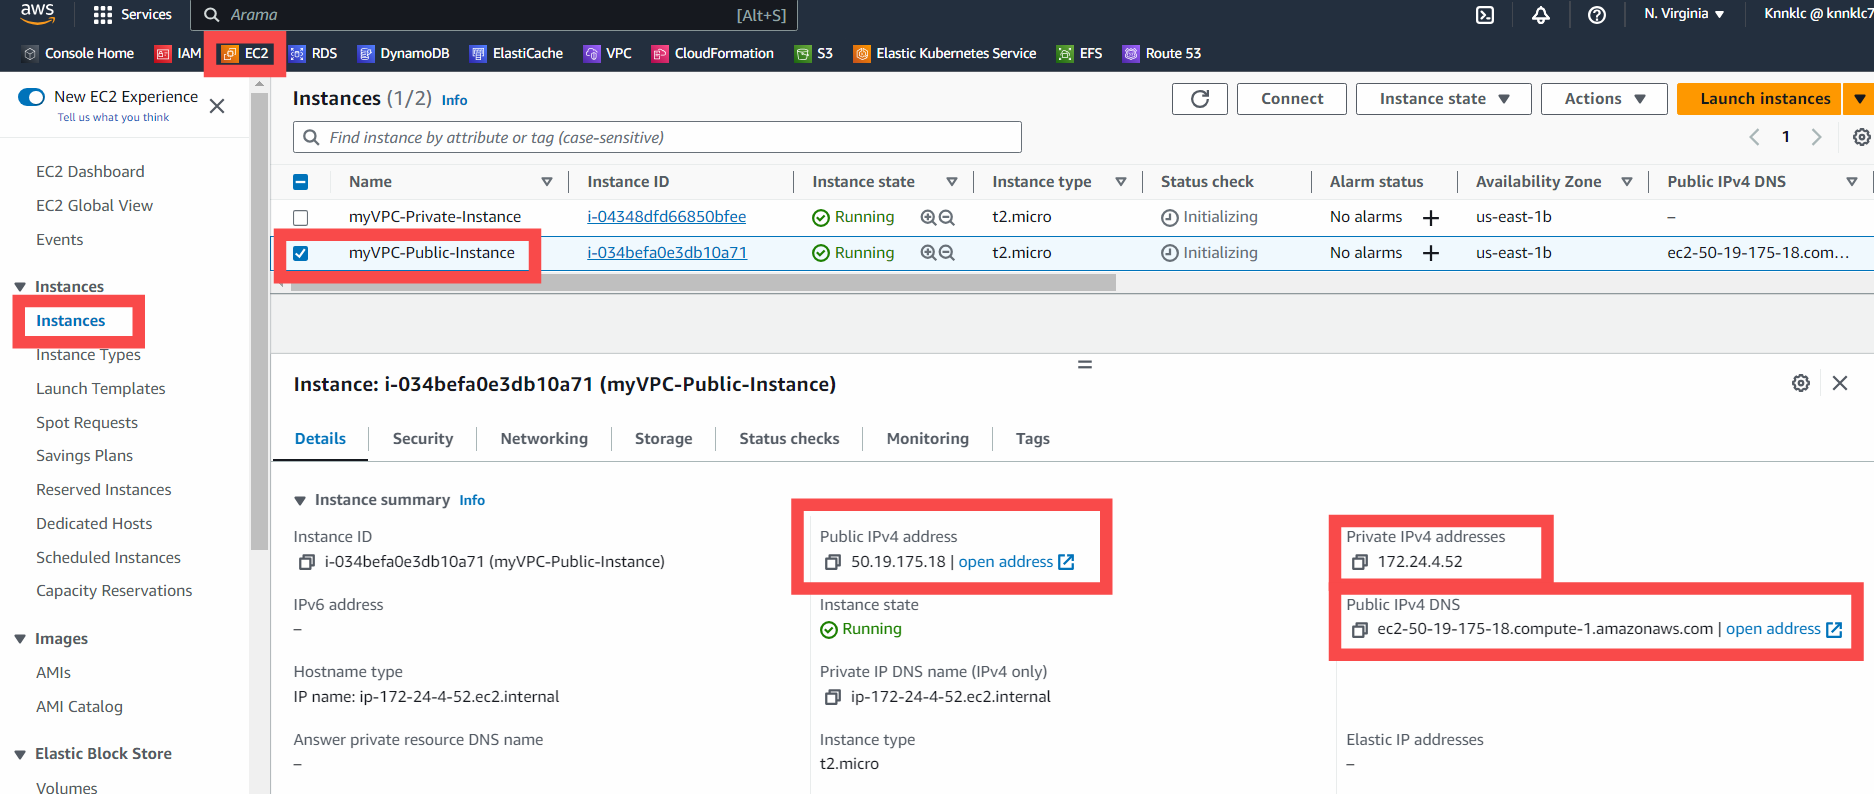 aws Services Arama [Alt+S] N. Virginia Knnklc @ knnklc7
Console Home IAM EC2 RDS DynamoDB ElastiCache VPC CloudFormation S3 Elastic Kubernetes Service EFS Route 53
New EC2 Experience
Tell us what you think
EC2 Dashboard
EC2 Global View
Events
Instances
Instances
Instance Types
Launch Templates
Spot Requests
Savings Plans
Reserved Instances
Dedicated Hosts
Scheduled Instances
Capacity Reservations
Images
AMIs
AMI Catalog
Elastic Block Store
Volumes
Instances (1/2) Info
Connect Instance state Actions Launch instances
Find instance by attribute or tag (case-sensitive)
1
Name Instance ID Instance state Instance type Status check Alarm status Availability Zone Public IPv4 DNS
myVPC-Private-Instance i-04348dfd66850bfee Running t2.micro Initializing No alarms + us-east-1b –
myVPC-Public-Instance i-034befa0e3db10a71 Running t2.micro Initializing No alarms + us-east-1b ec2-50-19-175-18.com...
Instance: i-034befa0e3db10a71 (myVPC-Public-Instance)
Details Security Networking Storage Status checks Monitoring Tags
Instance summary Info
Instance ID
i-034befa0e3db10a71 (myVPC-Public-Instance)
Public IPv4 address
50.19.175.18 | open address
Private IPv4 addresses
172.24.4.52
IPv6 address
–
Instance state
Running
Public IPv4 DNS
ec2-50-19-175-18.compute-1.amazonaws.com | open address
Hostname type
IP name: ip-172-24-4-52.ec2.internal
Private IP DNS name (IPv4 only)
ip-172-24-4-52.ec2.internal
Answer private resource DNS name
–
Instance type
t2.micro
Elastic IP addresses
–